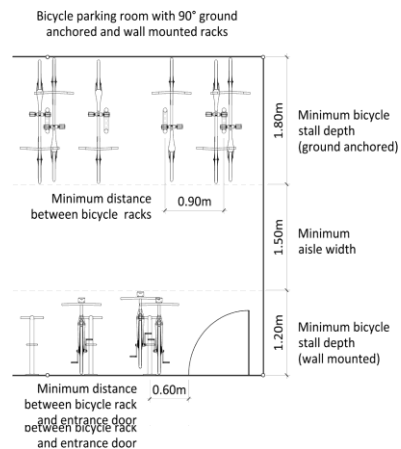 Bicycle parking room with 90° ground
anchored and wall mounted racks
1.80m
Minimum bicycle
stall depth
(ground anchored)
Minimum distance
between bicycle racks
0.90m
1.50m
Minimum
aisle width
1.20m
Minimum bicycle
stall depth
(wall mounted)
Minimum distance
between bicycle rack
and entrance door
between bicycle rack
and entrance door
0.60m